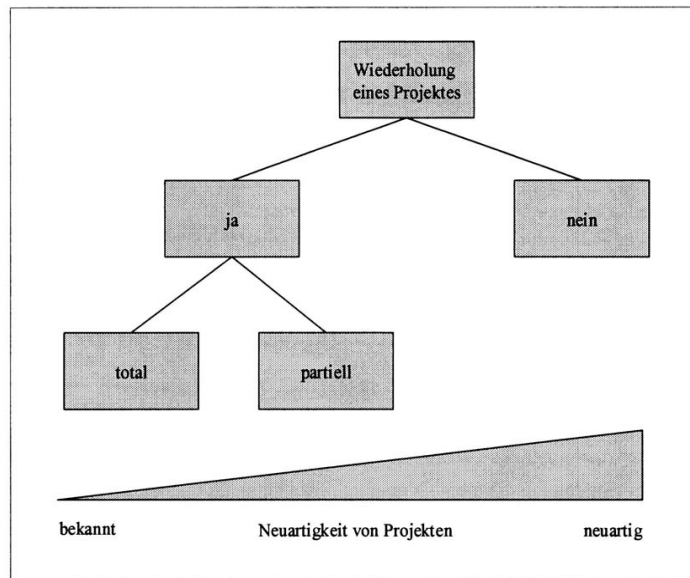 Wiederholung
eines Projektes
ja
nein
total
partiell
bekannt
Neuartigkeit von Projekten
neuartig